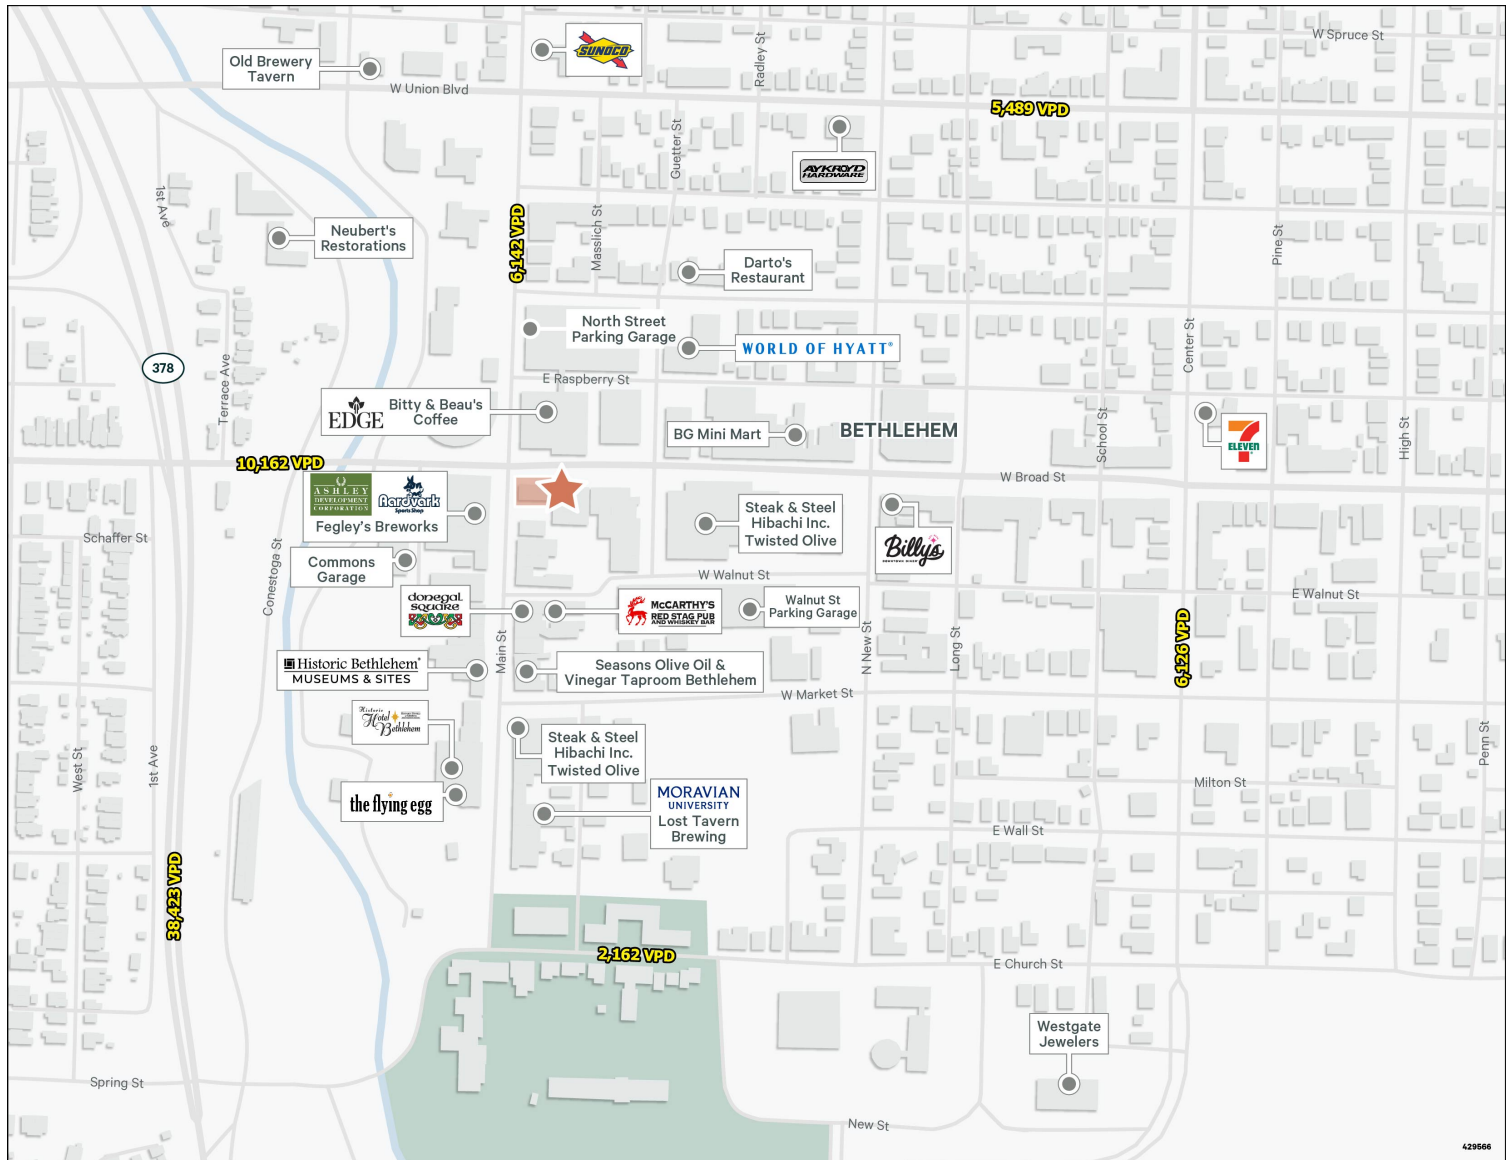 W Spruce St
SUNOCO
Radley St
Old Brewery
Tavern
W Union Blvd
5,489 VPD
Guetter St
AYKROYD
HARDWARE
1st Ave
6,142 VPD
Masslich St
Neubert's
Restorations
Pine St
Darto's
Restaurant
North Street
Parking Garage
WORLD OF HYATT®
Center St
378
Terrace Ave
E Raspberry St
EDGE
Bitty & Beau's
Coffee
BG Mini Mart
BETHLEHEM
School St
7
ELEVEN
High St
10,162 VPD
W Broad St
ASHLEY
DEVELOPMENT
CORPORATION
Aardvark
Sports Shop
Fegley's Breworks
Steak & Steel
Hibachi Inc.
Twisted Olive
Billy's
DOWNTOWN DINER
Schaffer St
Conestoga St
Commons
Garage
W Walnut St
E Walnut St
donegal
square
McCARTHY'S
RED STAG PUB
AND WHISKEY BAR
Walnut St
Parking Garage
6,126 VPD
Main St
N New St
Long St
Historic Bethlehem®
MUSEUMS & SITES
Seasons Olive Oil &
Vinegar Taproom Bethlehem
W Market St
Historic
Hotel
Bethlehem
Steak & Steel
Hibachi Inc.
Twisted Olive
West St
1st Ave
Penn St
Milton St
the flying egg
MORAVIAN
UNIVERSITY
Lost Tavern
Brewing
E Wall St
38,423 VPD
2,162 VPD
E Church St
Westgate
Jewelers
Spring St
New St
429566